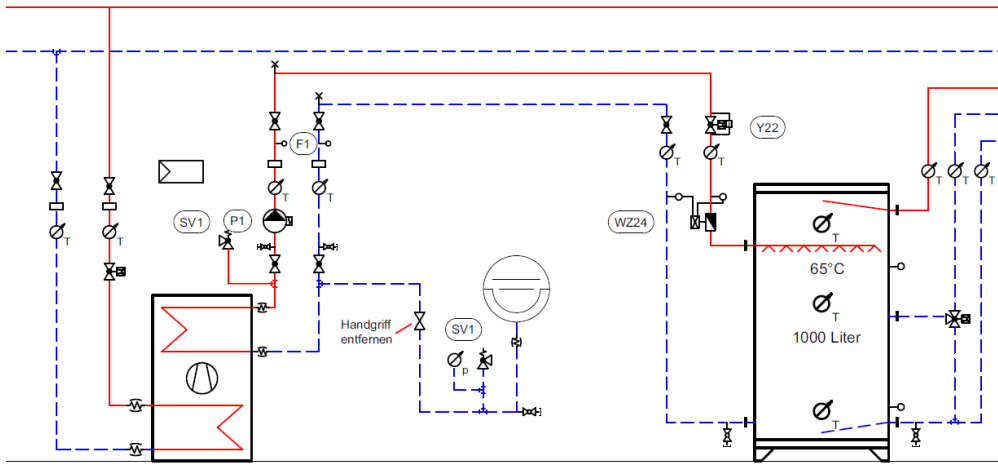 F1
Y22
T
T
T
T
T
T
T
T
SV1
P1
T
T
WZ24
T
65°C
T
1000 Liter
Handgriff
entfernen
SV1
p
T